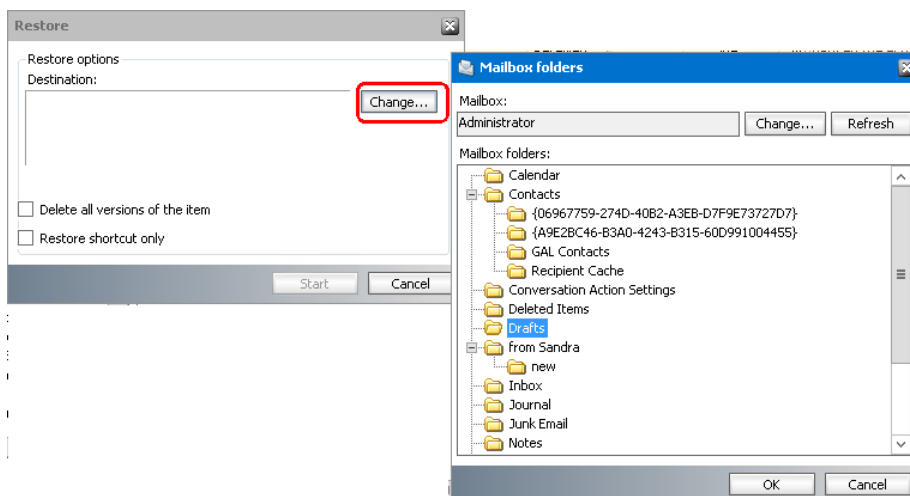 Restore
Restore options
Destination:
Change...
Delete all versions of the item
Restore shortcut only
Start
Cancel
Mailbox folders
Mailbox:
Administrator
Change...
Refresh
Mailbox folders:
Calendar
Contacts
{06967759-274D-40B2-A3EB-D7F9E73727D7}
{A9E2BC46-B3A0-4243-B315-60D991004455}
GAL Contacts
Recipient Cache
Conversation Action Settings
Deleted Items
Drafts
from Sandra
new
Inbox
Journal
Junk Email
Notes
OK
Cancel